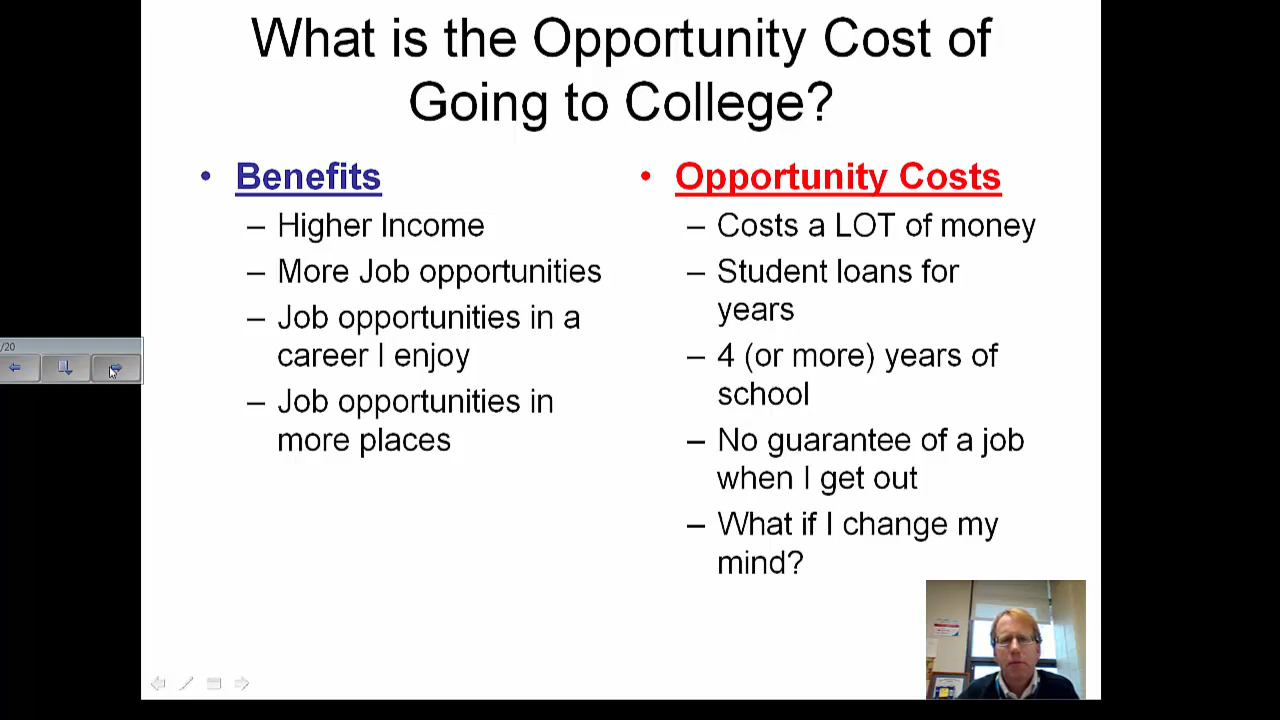 What is the Opportunity Cost of
Going to College?
• Benefits
– Higher Income
– More Job opportunities
– Job opportunities in a
career I enjoy
– Job opportunities in
more places
• Opportunity Costs
– Costs a LOT of money
– Student loans for
years
– 4 (or more) years of
school
– No guarantee of a job
when I get out
– What if I change my
mind?
/20